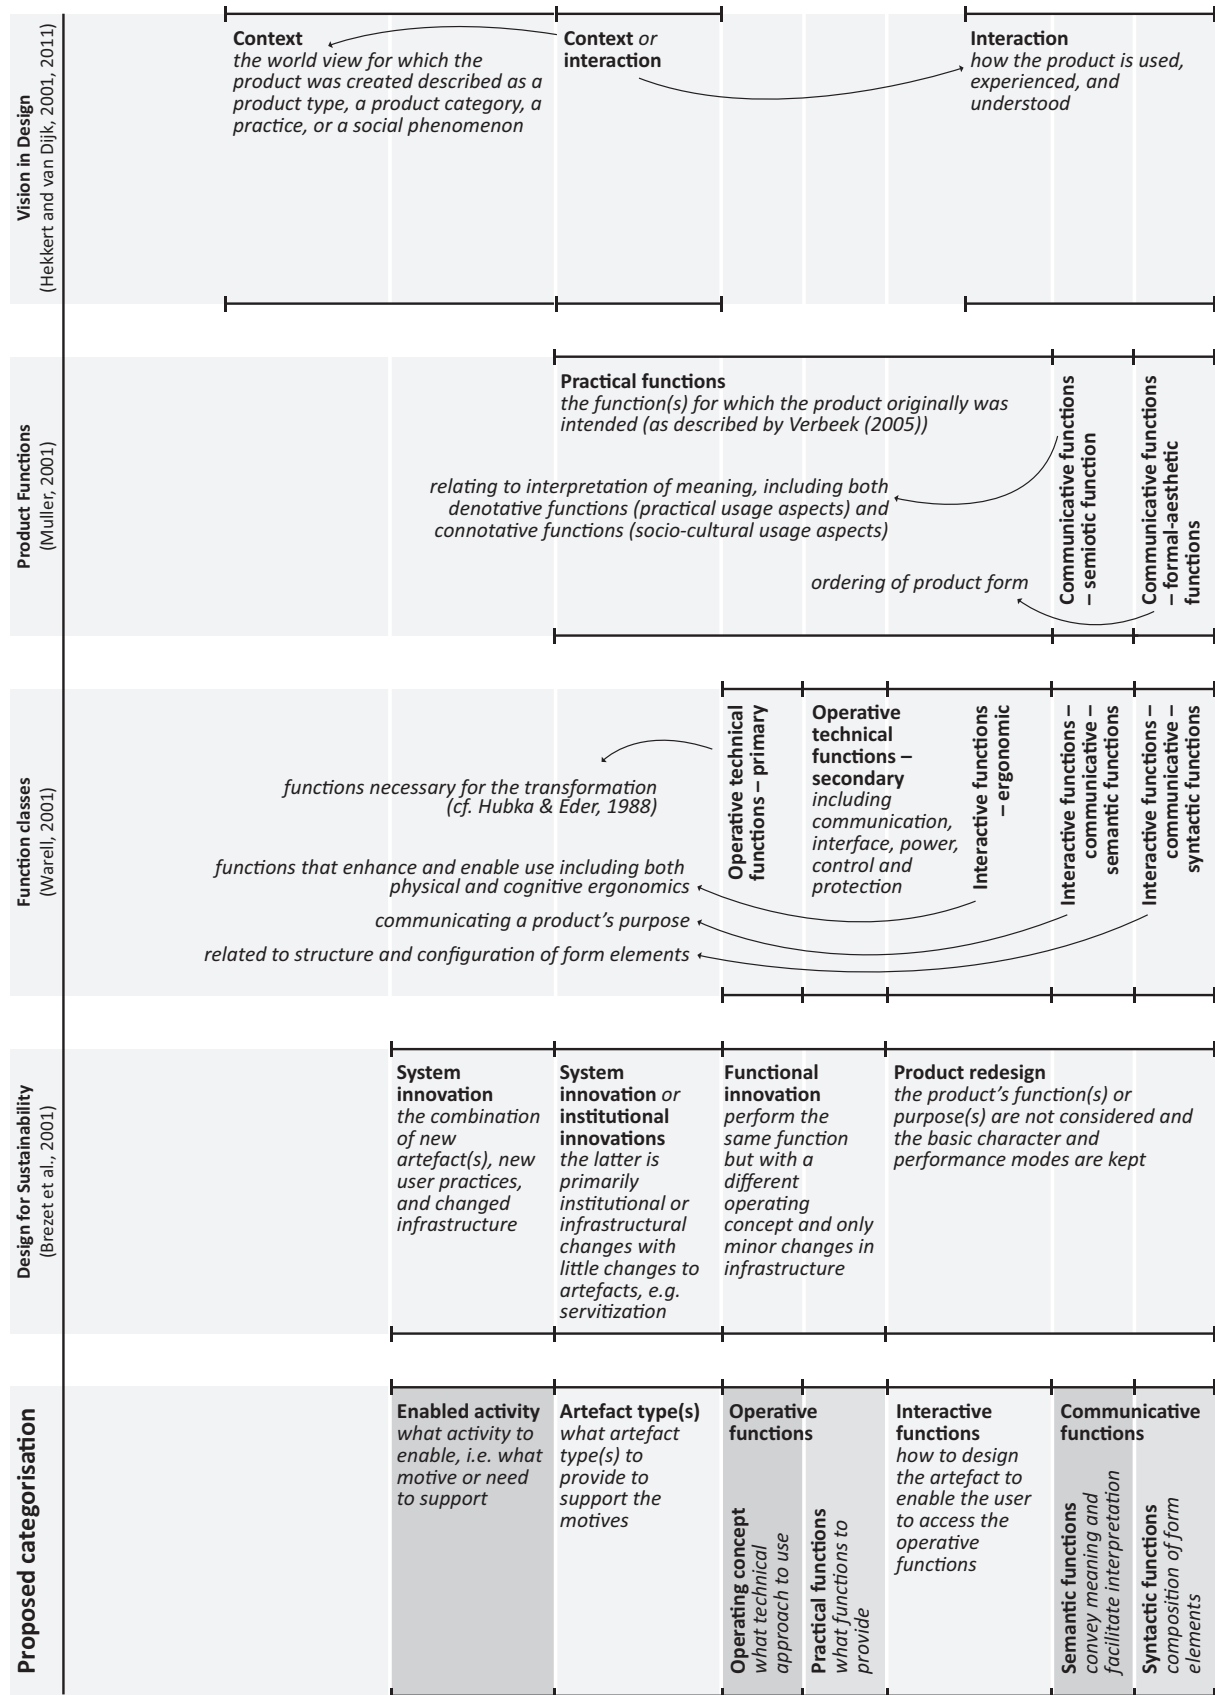 Vision in Design
(Hekkert and van Dijk, 2001, 2011)
Context
the world view for which the
product was created described as a
product type, a product category, a
practice, or a social phenomenon
Context or
interaction
Interaction
how the product is used,
experienced, and
understood
Product Functions
(Muller, 2001)
Practical functions
the function(s) for which the product originally was
intended (as described by Verbeek (2005))
relating to interpretation of meaning, including both
denotative functions (practical usage aspects) and
connotative functions (socio-cultural usage aspects)
ordering of product form
Communicative functions
– semiotic function
Communicative functions
– formal-aesthetic
functions
Function classes
(Warell, 2001)
functions necessary for the transformation
(cf. Hubka & Eder, 1988)
functions that enhance and enable use including both
physical and cognitive ergonomics
communicating a product's purpose
related to structure and configuration of form elements
Operative technical
functions – primary
Operative
technical
functions –
secondary
including
communication,
interface, power,
control and
protection
Interactive functions
– ergonomic
Interactive functions –
communicative –
semantic functions
Interactive functions –
communicative –
syntactic functions
Design for Sustainability
(Brezet et al., 2001)
System
innovation
the combination
of new
artefact(s), new
user practices,
and changed
infrastructure
System
innovation or
institutional
innovations
the latter is
primarily
institutional or
infrastructural
changes with
little changes to
artefacts, e.g.
servitization
Functional
innovation
perform the
same function
but with a
different
operating
concept and only
minor changes in
infrastructure
Product redesign
the product's function(s) or
purpose(s) are not considered and
the basic character and
performance modes are kept
Proposed categorisation
Enabled activity
what activity to
enable, i.e. what
motive or need
to support
Artefact type(s)
what artefact
type(s) to
provide to
support the
motives
Operative
functions
Operating concept
what technical
approach to use
Practical functions
what functions to
provide
Interactive
functions
how to design
the artefact to
enable the user
to access the
operative
functions
Communicative
functions
Semantic functions
convey meaning and
facilitate interpretation
Syntactic functions
composition of form
elements